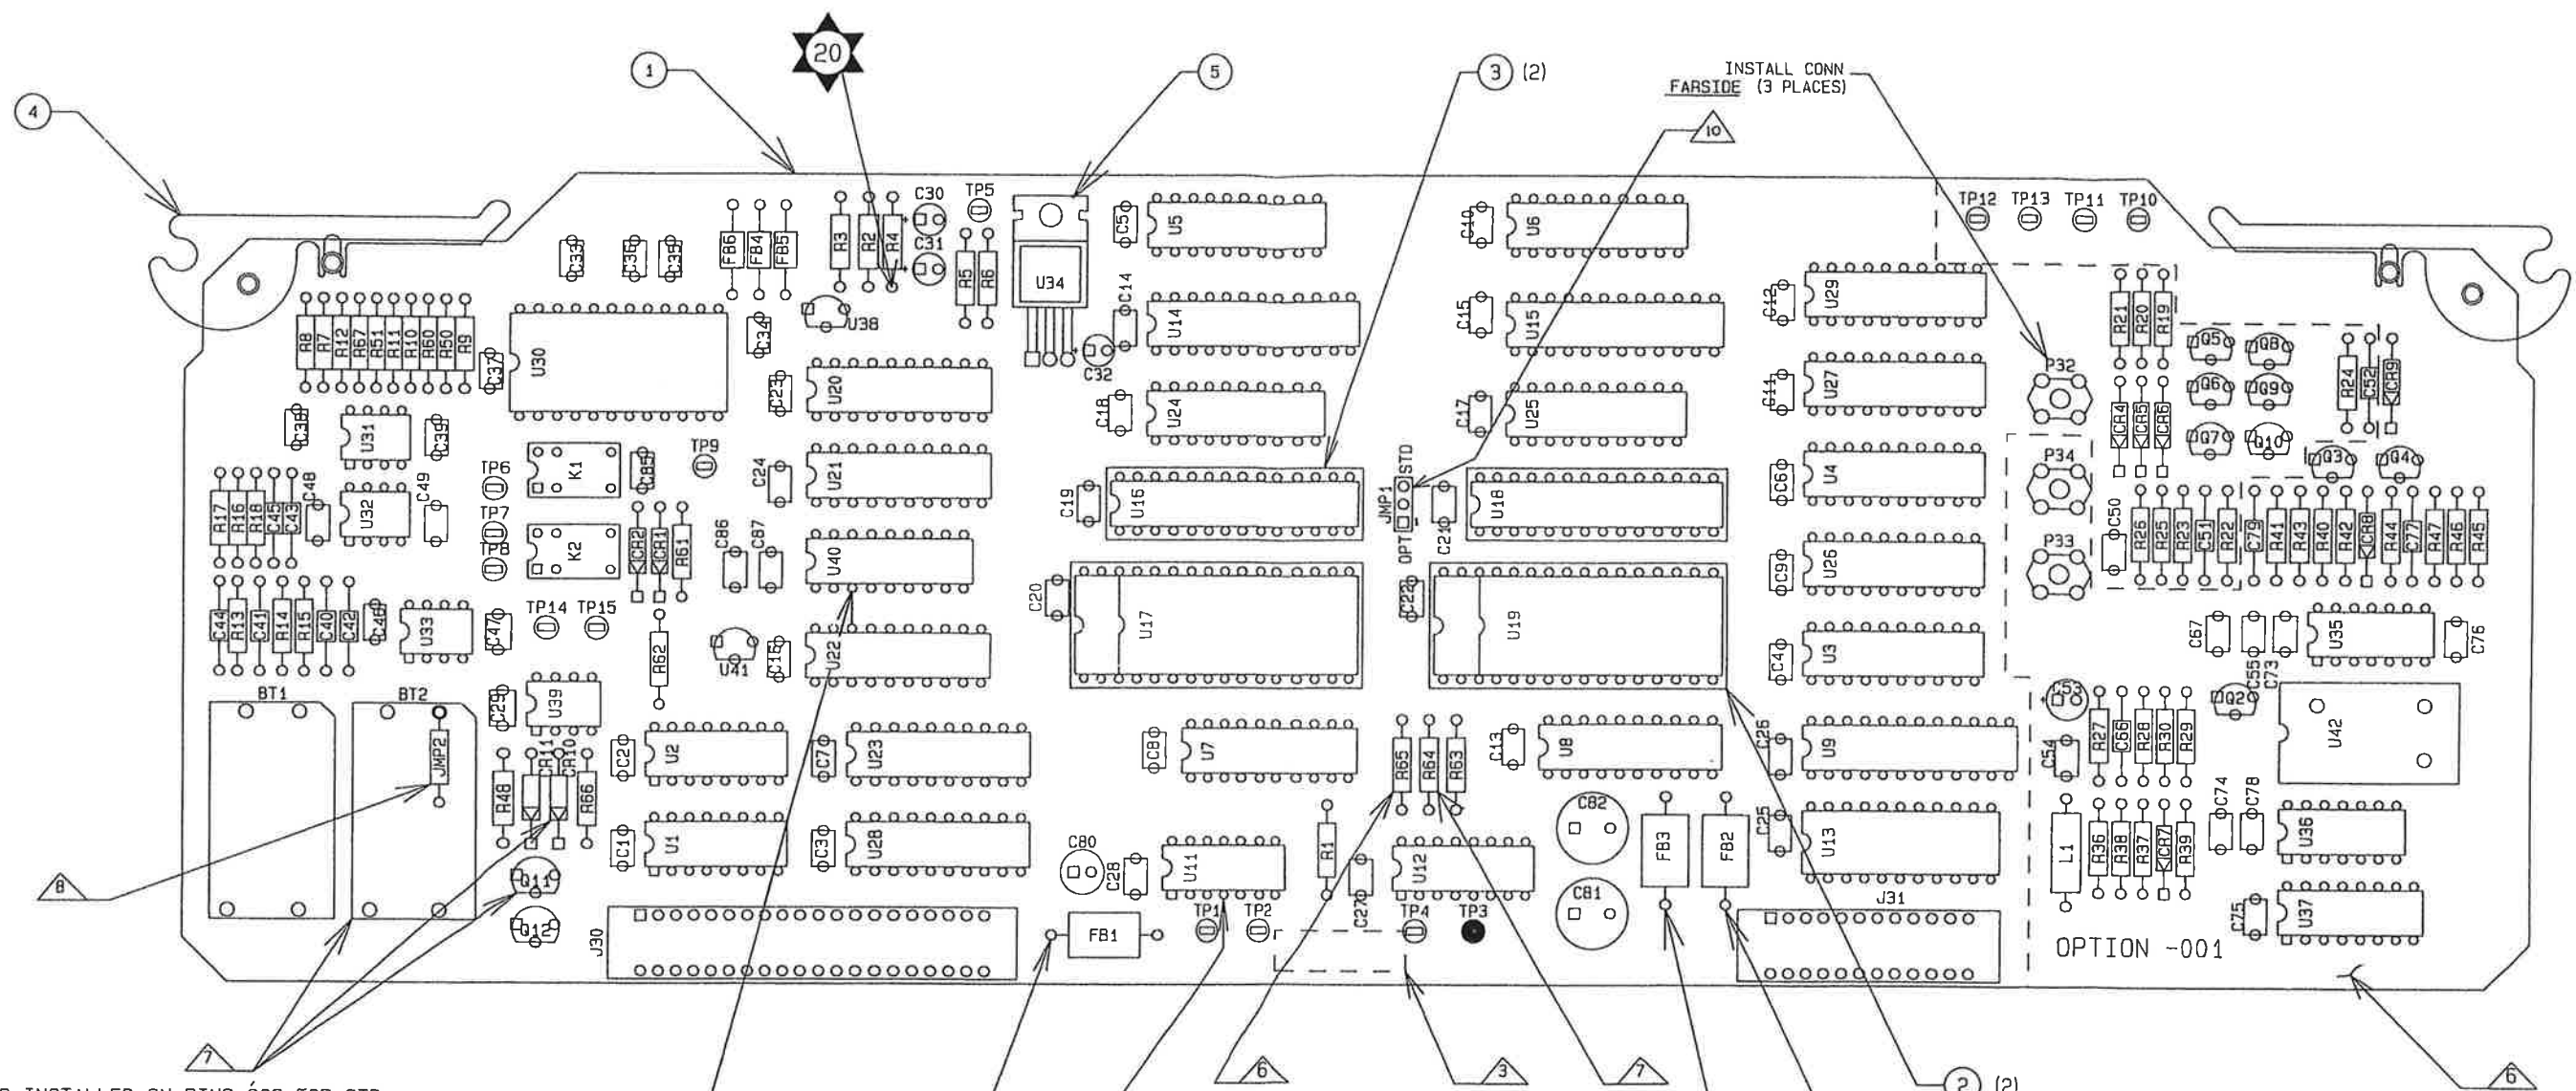 20
1
5
3 (2)
INSTALL CONN
FARSIDE (3 PLACES)
10
4
TP12 TP13 TP11 TP10
C30 TP5
C31
C33 C36 C35
FB6 FB4 FB5
R3 R2 R4
R5 R6
U34
C5 U5
C10 U6
C14 U14
C15 U15
C12 U29
R21 R20 R19
R8 R7 R12 R67 R51 R11 R10 R60 R50 R9
C37 U30
C34
U38
C32
Q5 Q8
C23 U20
C18 U24
C17 U25
C11 U27
P32
Q6 Q9
R24 C52 CR9
CR4 CR5 CR6
C38 U31 C39
TP9
Q7 Q10
Q3 Q4
TP6 K1 C85
C24 U21
C19 U16
JMP1 STD
OPT 1
C21 U18
C63 U4
P34
R17 R16 R18 C45 C43
C48 U32 C49
TP7
TP8
K2
CR2 CR1 R61
C86 C87
U40
C9 U26
P33
C50
R26 R25 R23 C51 R22 C79 R41 R43 R40 R42 CR8 R44 C77 R47 R46 R45
C44 R13 C41 R14 R15 C40 C42 C46
U33 C47
TP14 TP15
R62
U41
C16 U22
C20 U17
C22 U19
C4 U3
C67 C55 C73
U35 C76
BT1 BT2
JMP2
C29 U39
C53
Q2
U42
R27 C66 R28 R30 R29
C54
C2 U2
C7 U23
C8 U7
R65 R64 R63
C13 U8
C26 U9
R48 CR11 CR10 R66
C1 U1
C3 U28
C80 C28 U11
R1 C27 U12
C82
C81
FB3 FB2
C25 U13
L1
R36 R38 R37 CR7 R39
C74 C78
U36
Q11
Q12
J30
FB1
TP1 TP2
TP4 TP3
J31
C75 U37
OPTION -001
8
7
6
3
7
2 (2)
6